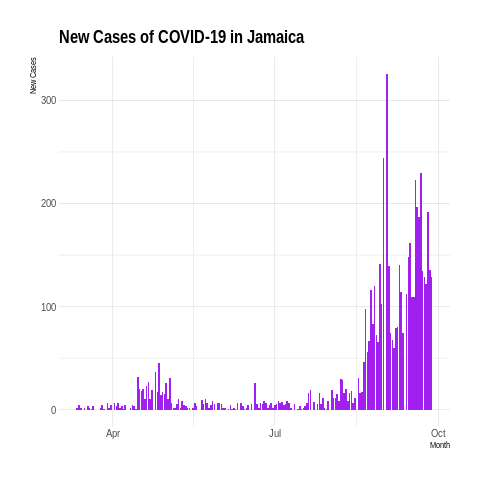 New Cases of COVID-19 in Jamaica
New Cases
300
200
100
0
Apr
Jul
Oct
Month